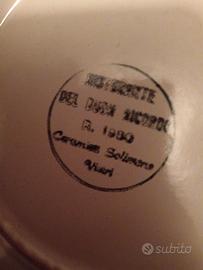 RISTORANTE
DEL BUON RICORDO
R. 1980
Ceramica Solimene
Vietri
subito